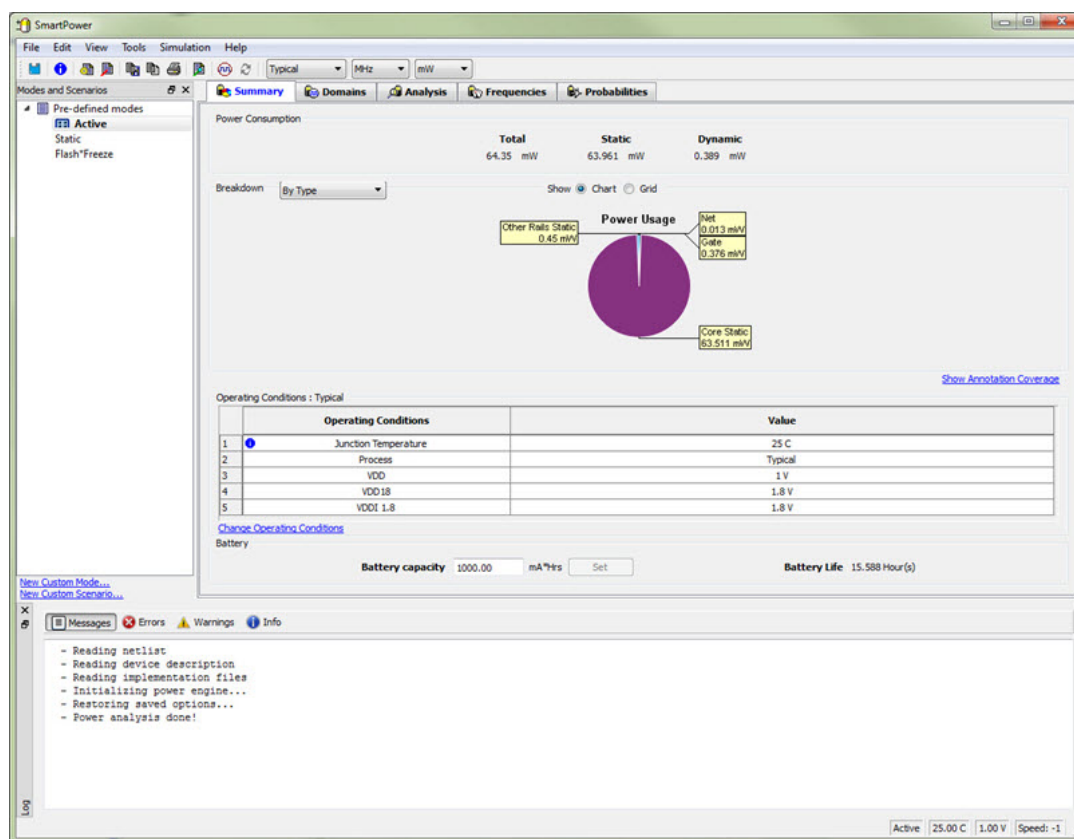 SmartPower
File Edit View Tools Simulation Help
Typical MHz mW
Modes and Scenarios
Pre-defined modes
Active
Static
Flash*Freeze
New Custom Mode...
New Custom Scenario...
Summary Domains Analysis Frequencies Probabilities
Power Consumption
Total Static Dynamic
64.35 mW 63.961 mW 0.389 mW
Breakdown By Type Show Chart Grid
Power Usage
Other Rails Static
0.45 mW
Net
0.013 mW
Gate
0.376 mW
Core Static
63.511 mW
Show Annotation Coverage
Operating Conditions : Typical
Operating Conditions Value
1 Junction Temperature 25 C
2 Process Typical
3 VDD 1 V
4 VDD18 1.8 V
5 VDDI 1.8 1.8 V
Change Operating Conditions
Battery
Battery capacity 1000.00 mA*Hrs Set Battery Life 15.588 Hour(s)
Messages Errors Warnings Info
- Reading netlist
- Reading device description
- Reading implementation files
- Initializing power engine...
- Restoring saved options...
- Power analysis done!
Log
Active 25.00 C 1.00 V Speed: -1